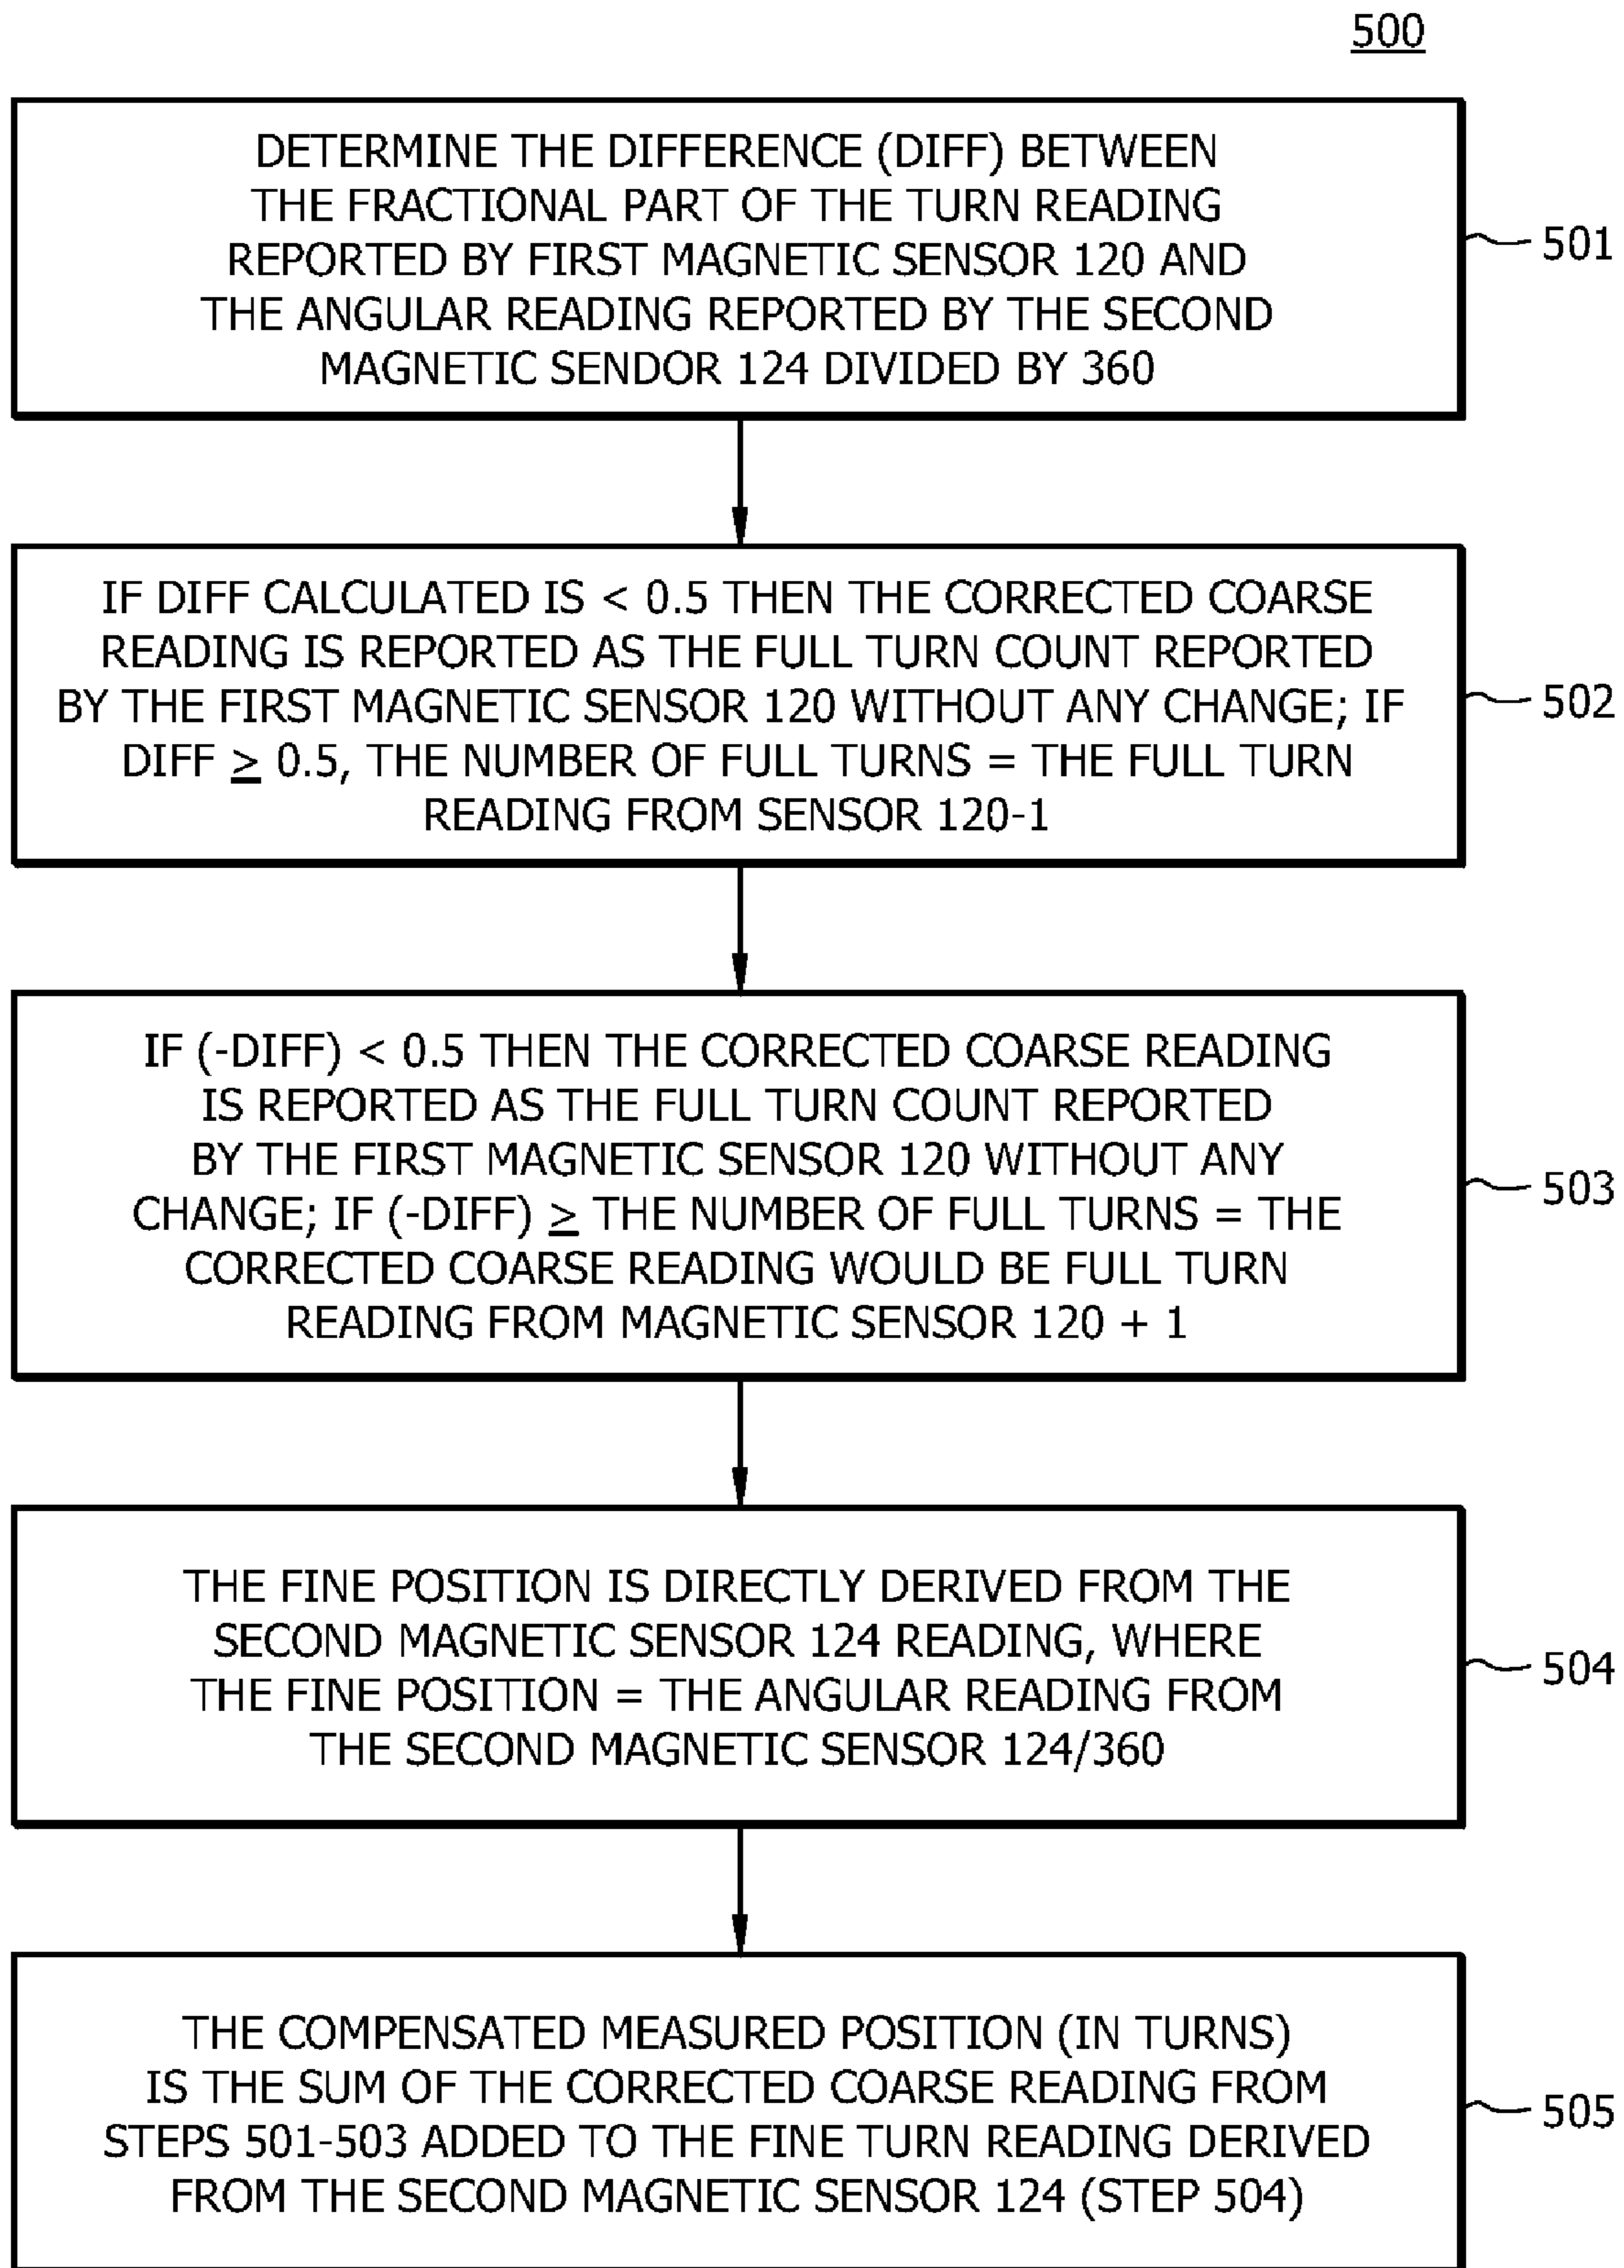 500
DETERMINE THE DIFFERENCE (DIFF) BETWEEN
THE FRACTIONAL PART OF THE TURN READING
REPORTED BY FIRST MAGNETIC SENSOR 120 AND
THE ANGULAR READING REPORTED BY THE SECOND
MAGNETIC SENDOR 124 DIVIDED BY 360
501
IF DIFF CALCULATED IS < 0.5 THEN THE CORRECTED COARSE
READING IS REPORTED AS THE FULL TURN COUNT REPORTED
BY THE FIRST MAGNETIC SENSOR 120 WITHOUT ANY CHANGE; IF
DIFF ≥ 0.5, THE NUMBER OF FULL TURNS = THE FULL TURN
READING FROM SENSOR 120-1
502
IF (-DIFF) < 0.5 THEN THE CORRECTED COARSE READING
IS REPORTED AS THE FULL TURN COUNT REPORTED
BY THE FIRST MAGNETIC SENSOR 120 WITHOUT ANY
CHANGE; IF (-DIFF) ≥ THE NUMBER OF FULL TURNS = THE
CORRECTED COARSE READING WOULD BE FULL TURN
READING FROM MAGNETIC SENSOR 120 + 1
503
THE FINE POSITION IS DIRECTLY DERIVED FROM THE
SECOND MAGNETIC SENSOR 124 READING, WHERE
THE FINE POSITION = THE ANGULAR READING FROM
THE SECOND MAGNETIC SENSOR 124/360
504
THE COMPENSATED MEASURED POSITION (IN TURNS)
IS THE SUM OF THE CORRECTED COARSE READING FROM
STEPS 501-503 ADDED TO THE FINE TURN READING DERIVED
FROM THE SECOND MAGNETIC SENSOR 124 (STEP 504)
505